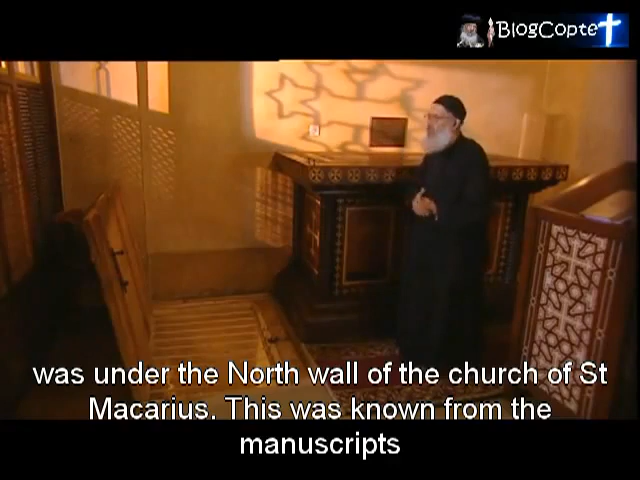 BlogCopte
was under the North wall of the church of St
Macarius. This was known from the
manuscripts